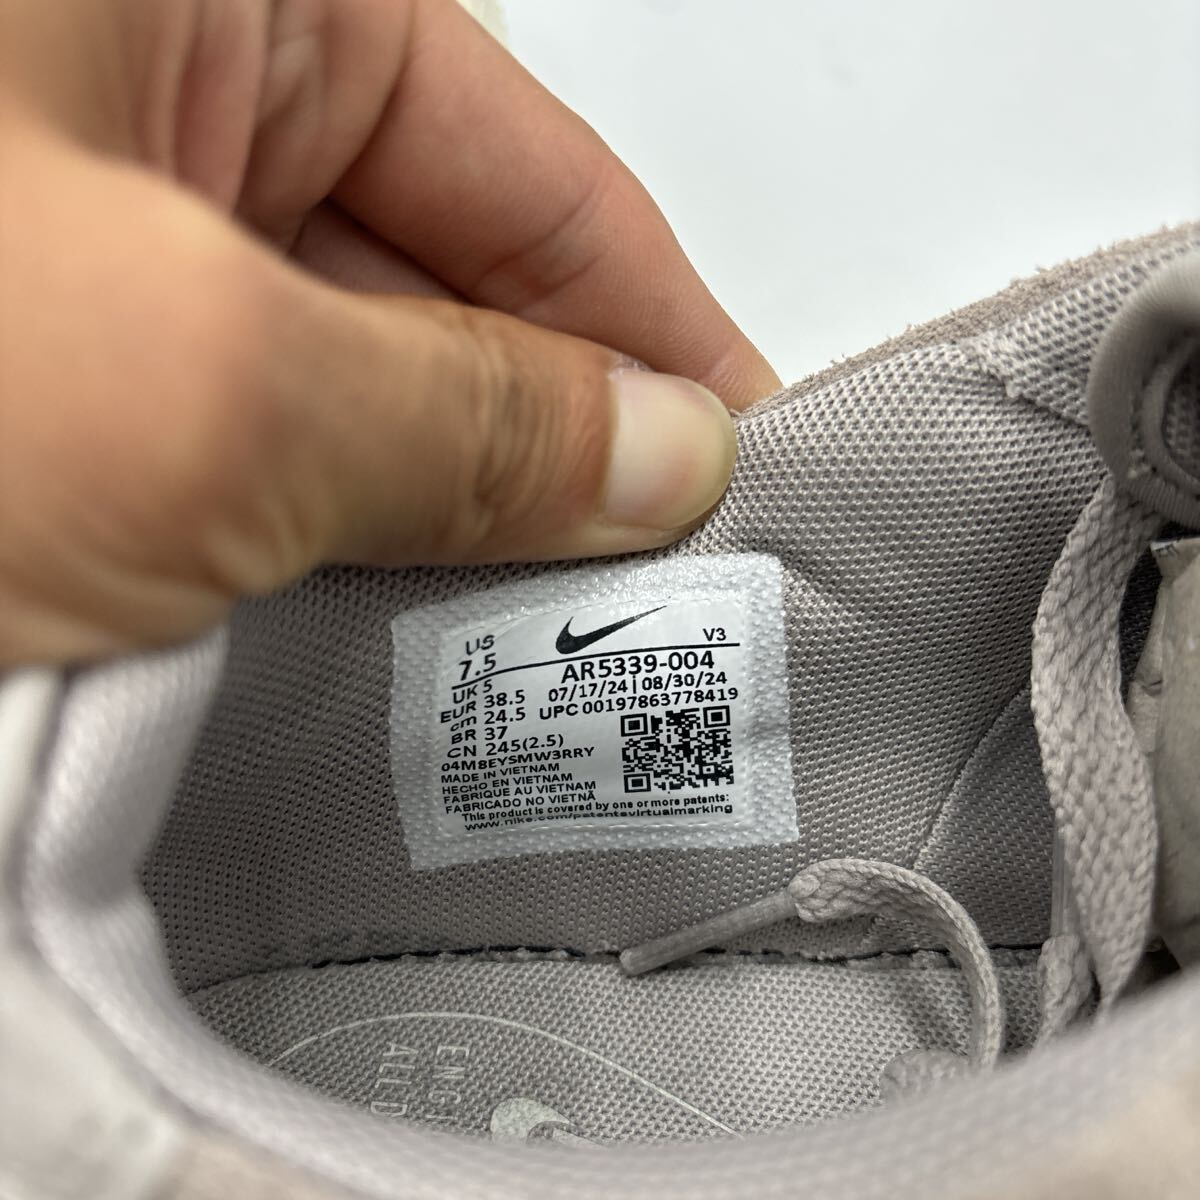 US
7.5
UK 5
EUR 38.5
cm 24.5
BR 37
CN 245(2.5)
V3
AR5339-004
07/17/24|08/30/24
UPC 00197863778419
04M8EYSMW3RRY
MADE IN VIETNAM
HECHO EN VIETNAM
FABRIQUE AU VIETNAM
FABRICADO NO VIETNÃ
This product is covered by one or more patents:
www.nike.com/patentsvirtualmarking
ALL D